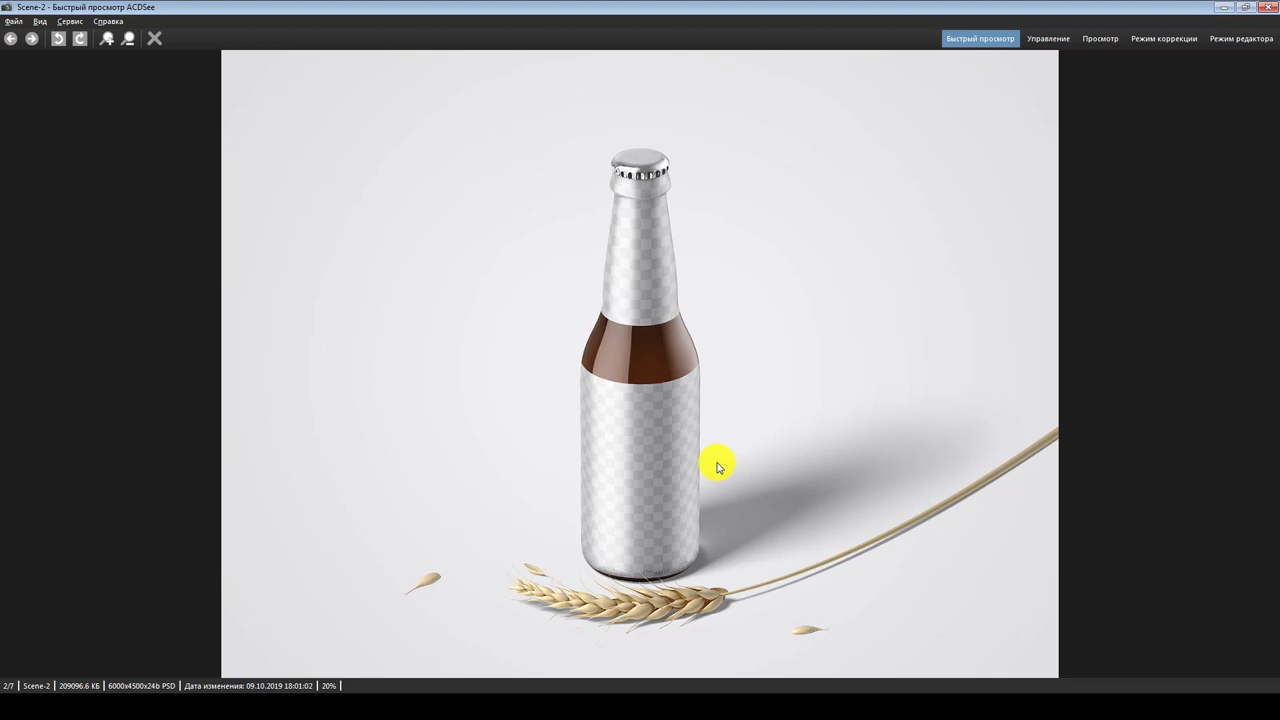 Scene-2 - Быстрый просмотр ACDSee
Файл Вид Сервис Справка
Быстрый просмотр Управление Просмотр Режим коррекции Режим редактора
2/7 Scene-2 209096.6 КБ 6000x4500x24b PSD Дата изменения: 09.10.2019 18:01:02 20%